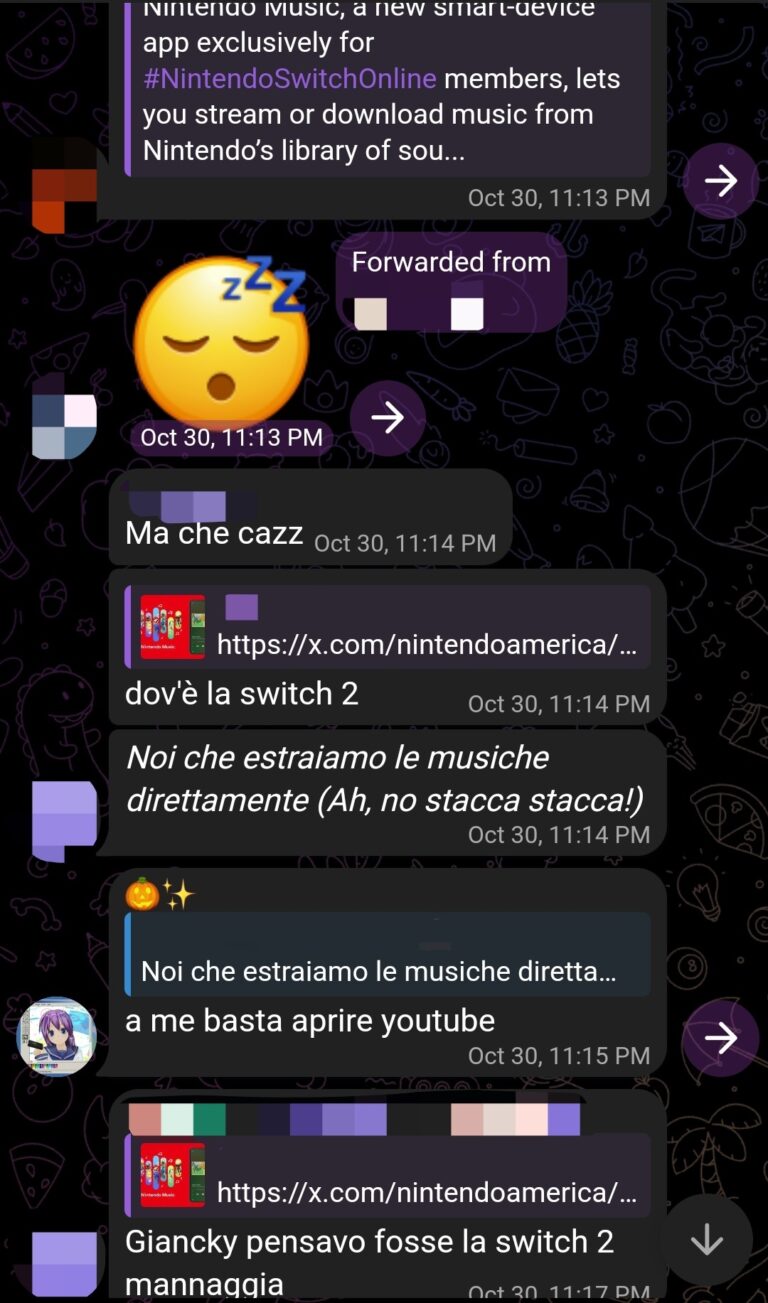 Nintendo Music, a new smart-device
app exclusively for
#NintendoSwitchOnline members, lets
you stream or download music from
Nintendo’s library of sou...
Oct 30, 11:13 PM
zzz
Forwarded from
Oct 30, 11:13 PM
Ma che cazz
Oct 30, 11:14 PM
Nintendo Music
https://x.com/nintendoamerica/...
dov'è la switch 2
Oct 30, 11:14 PM
Noi che estraiamo le musiche
direttamente (Ah, no stacca stacca!)
Oct 30, 11:14 PM
Noi che estraiamo le musiche diretta...
a me basta aprire youtube
Oct 30, 11:15 PM
Nintendo Music
https://x.com/nintendoamerica/...
Giancky pensavo fosse la switch 2
mannaggia
Oct 30, 11:17 PM